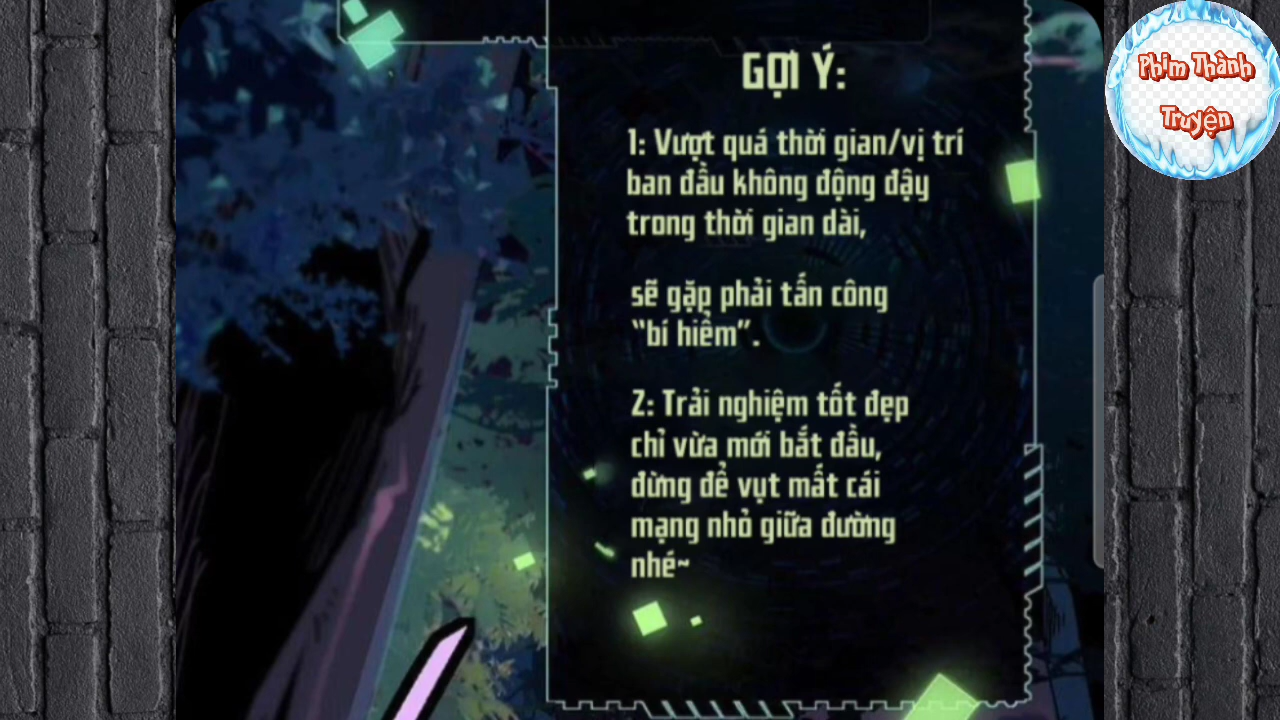 GỢI Ý:
1: Vượt quá thời gian/vị trí
ban đầu không động đậy
trong thời gian dài,
sẽ gặp phải tấn công
“bí hiểm”.
2: Trải nghiệm tốt đẹp
chỉ vừa mới bắt đầu,
đừng để vụt mất cái
mạng nhỏ giữa đường
nhé~
Phim Thành
Truyện